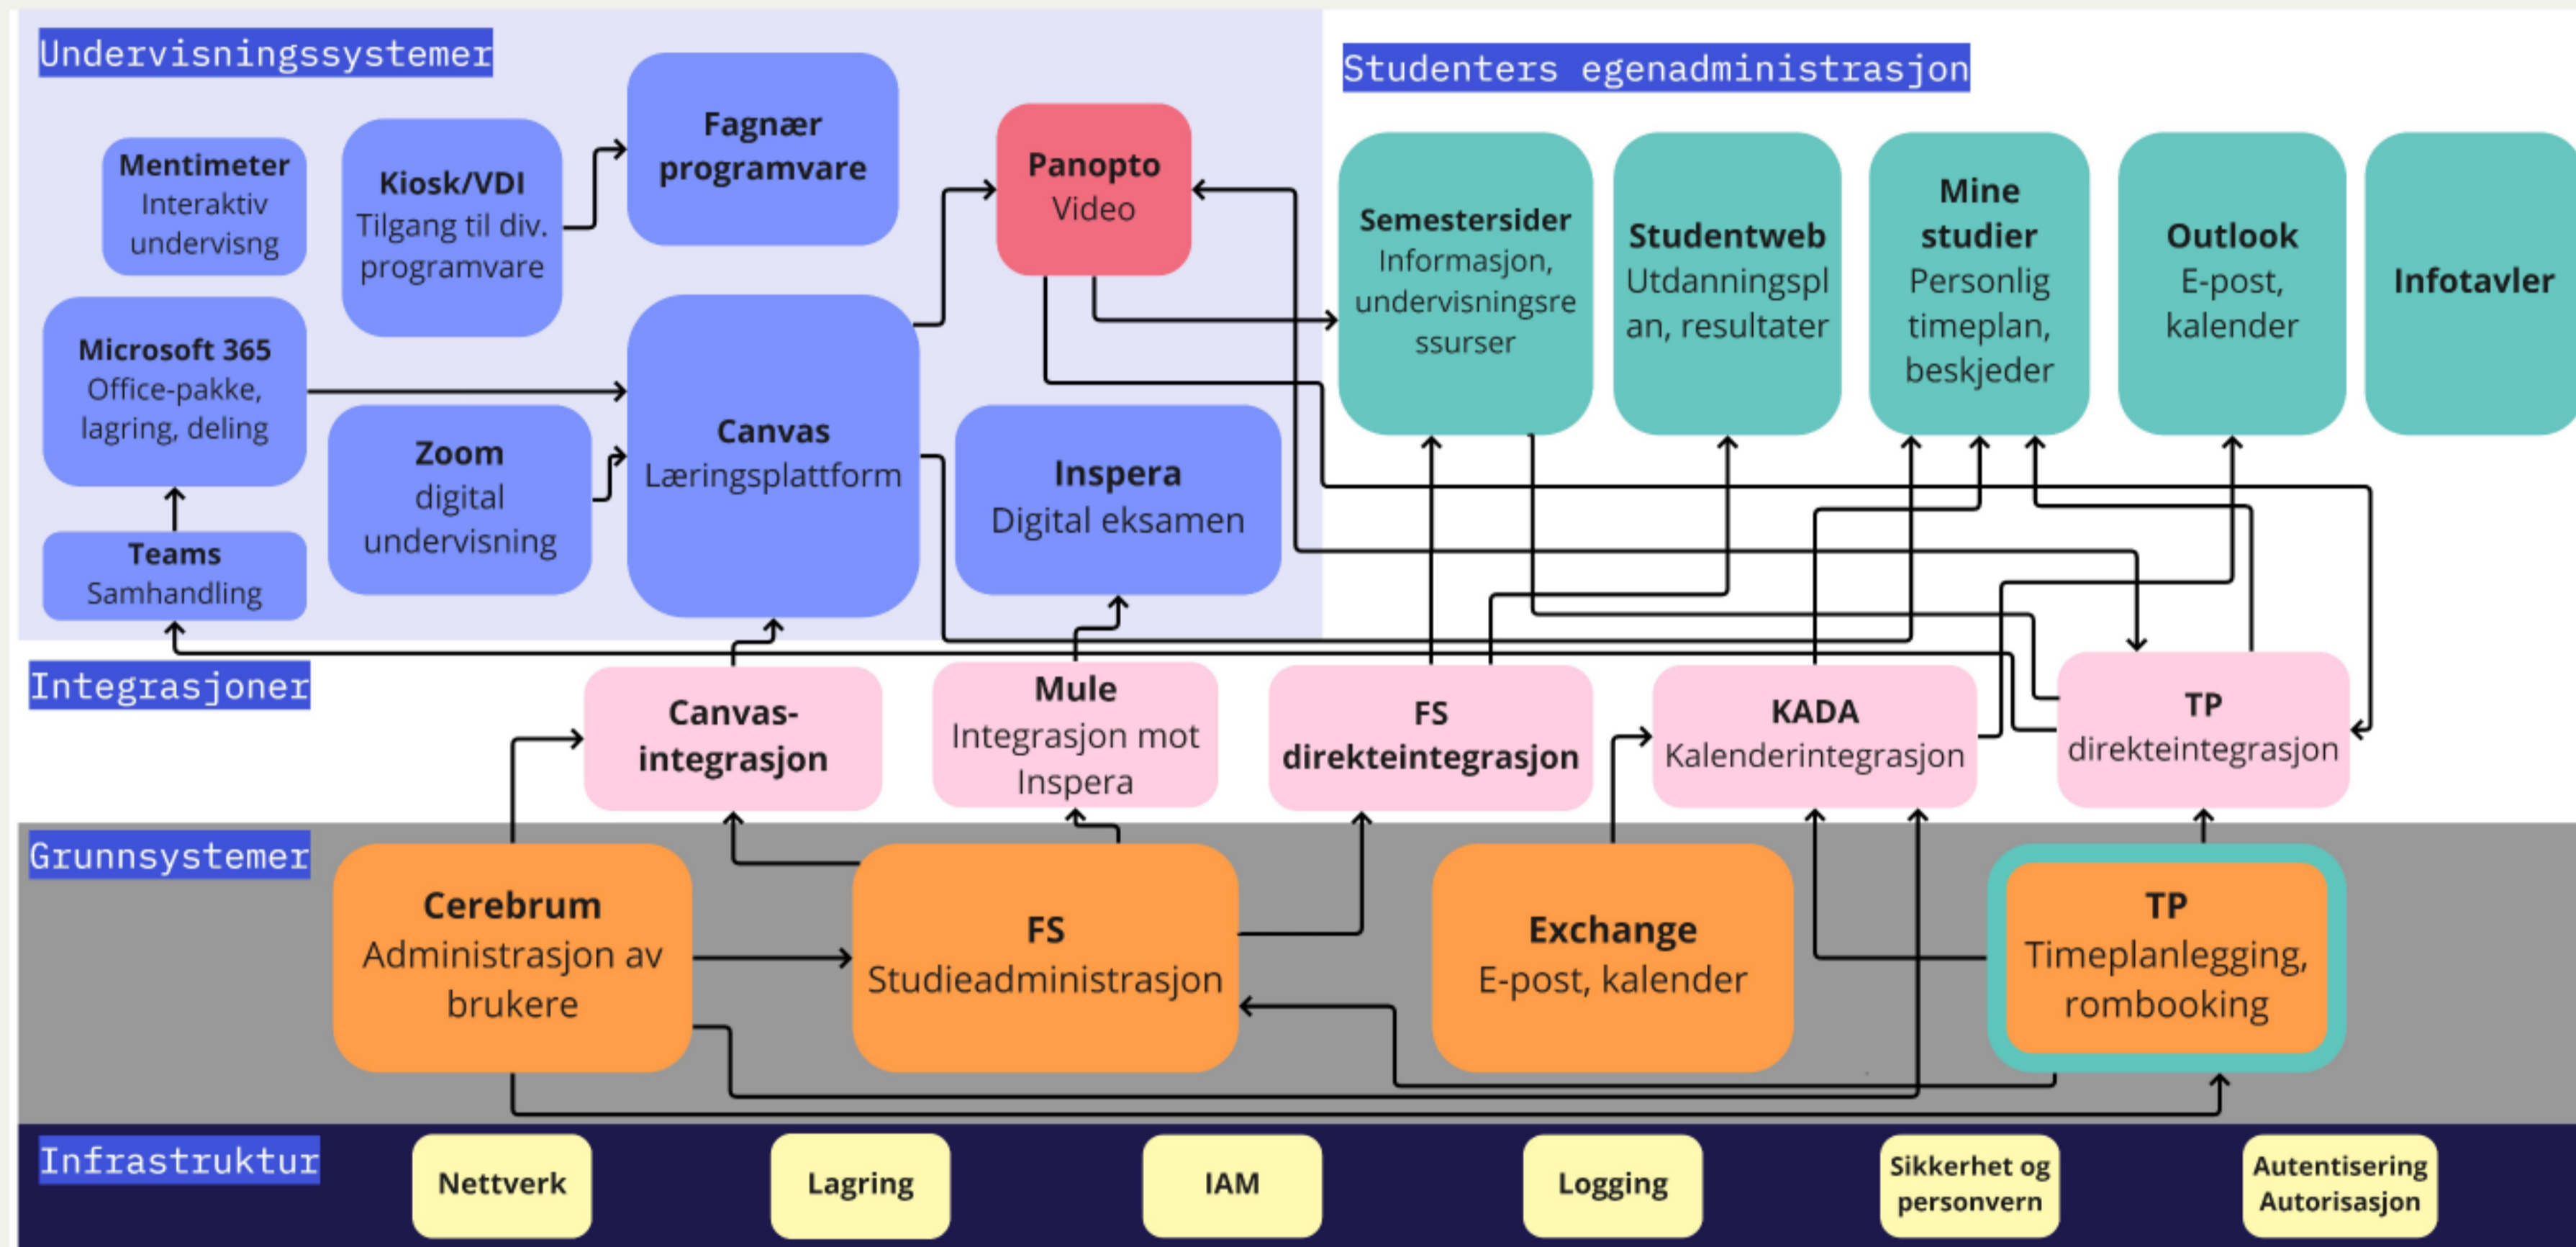 Undervisningssystemer
Studenters egenadministrasjon
Mentimeter
Interaktiv
undervisng
Kiosk/VDI
Tilgang til div.
programvare
Fagnær
programvare
Panopto
Video
Microsoft 365
Office-pakke,
lagring, deling
Zoom
digital
undervisning
Canvas
Læringsplattform
Inspera
Digital eksamen
Teams
Samhandling
Semestersider
Informasjon,
undervisningsre
ssurser
Studentweb
Utdanningspl
an, resultater
Mine
studier
Personlig
timeplan,
beskjeder
Outlook
E-post,
kalender
Infotavler
Integrasjoner
Canvas-
integrasjon
Mule
Integrasjon mot
Inspera
FS
direkteintegrasjon
KADA
Kalenderintegrasjon
TP
direkteintegrasjon
Grunnsystemer
Cerebrum
Administrasjon av
brukere
FS
Studieadministrasjon
Exchange
E-post, kalender
TP
Timeplanlegging,
rombooking
Infrastruktur
Nettverk
Lagring
IAM
Logging
Sikkerhet og
personvern
Autentisering
Autorisasjon